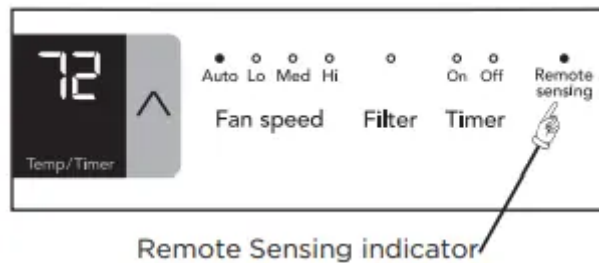 72
Temp/Timer
Auto Lo Med Hi
Fan speed
Filter
On Off
Timer
Remote
sensing
Remote Sensing indicator